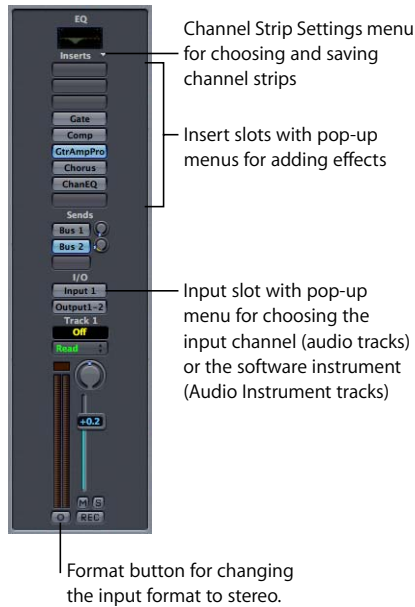 EQ
Inserts
Gate
Comp
GtrAmpPro
Chorus
ChanEQ
Sends
Bus 1
Bus 2
I/O
Input 1
Output1-2
Track 1
Off
Read
+0.2
M S
REC
Channel Strip Settings menu
for choosing and saving
channel strips
Insert slots with pop-up
menus for adding effects
Input slot with pop-up
menu for choosing the
input channel (audio tracks)
or the software instrument
(Audio Instrument tracks)
Format button for changing
the input format to stereo.